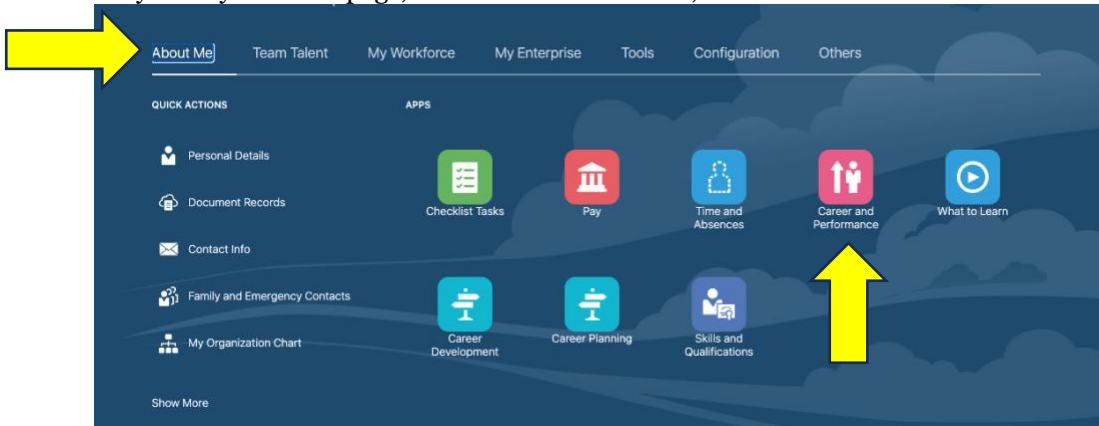 About Me Team Talent My Workforce My Enterprise Tools Configuration Others
QUICK ACTIONS
APPS
Personal Details
Document Records
Contact Info
Family and Emergency Contacts
My Organization Chart
Show More
Checklist Tasks
Pay
Time and
Absences
Career and
Performance
What to Learn
Career
Development
Career Planning
Skills and
Qualifications